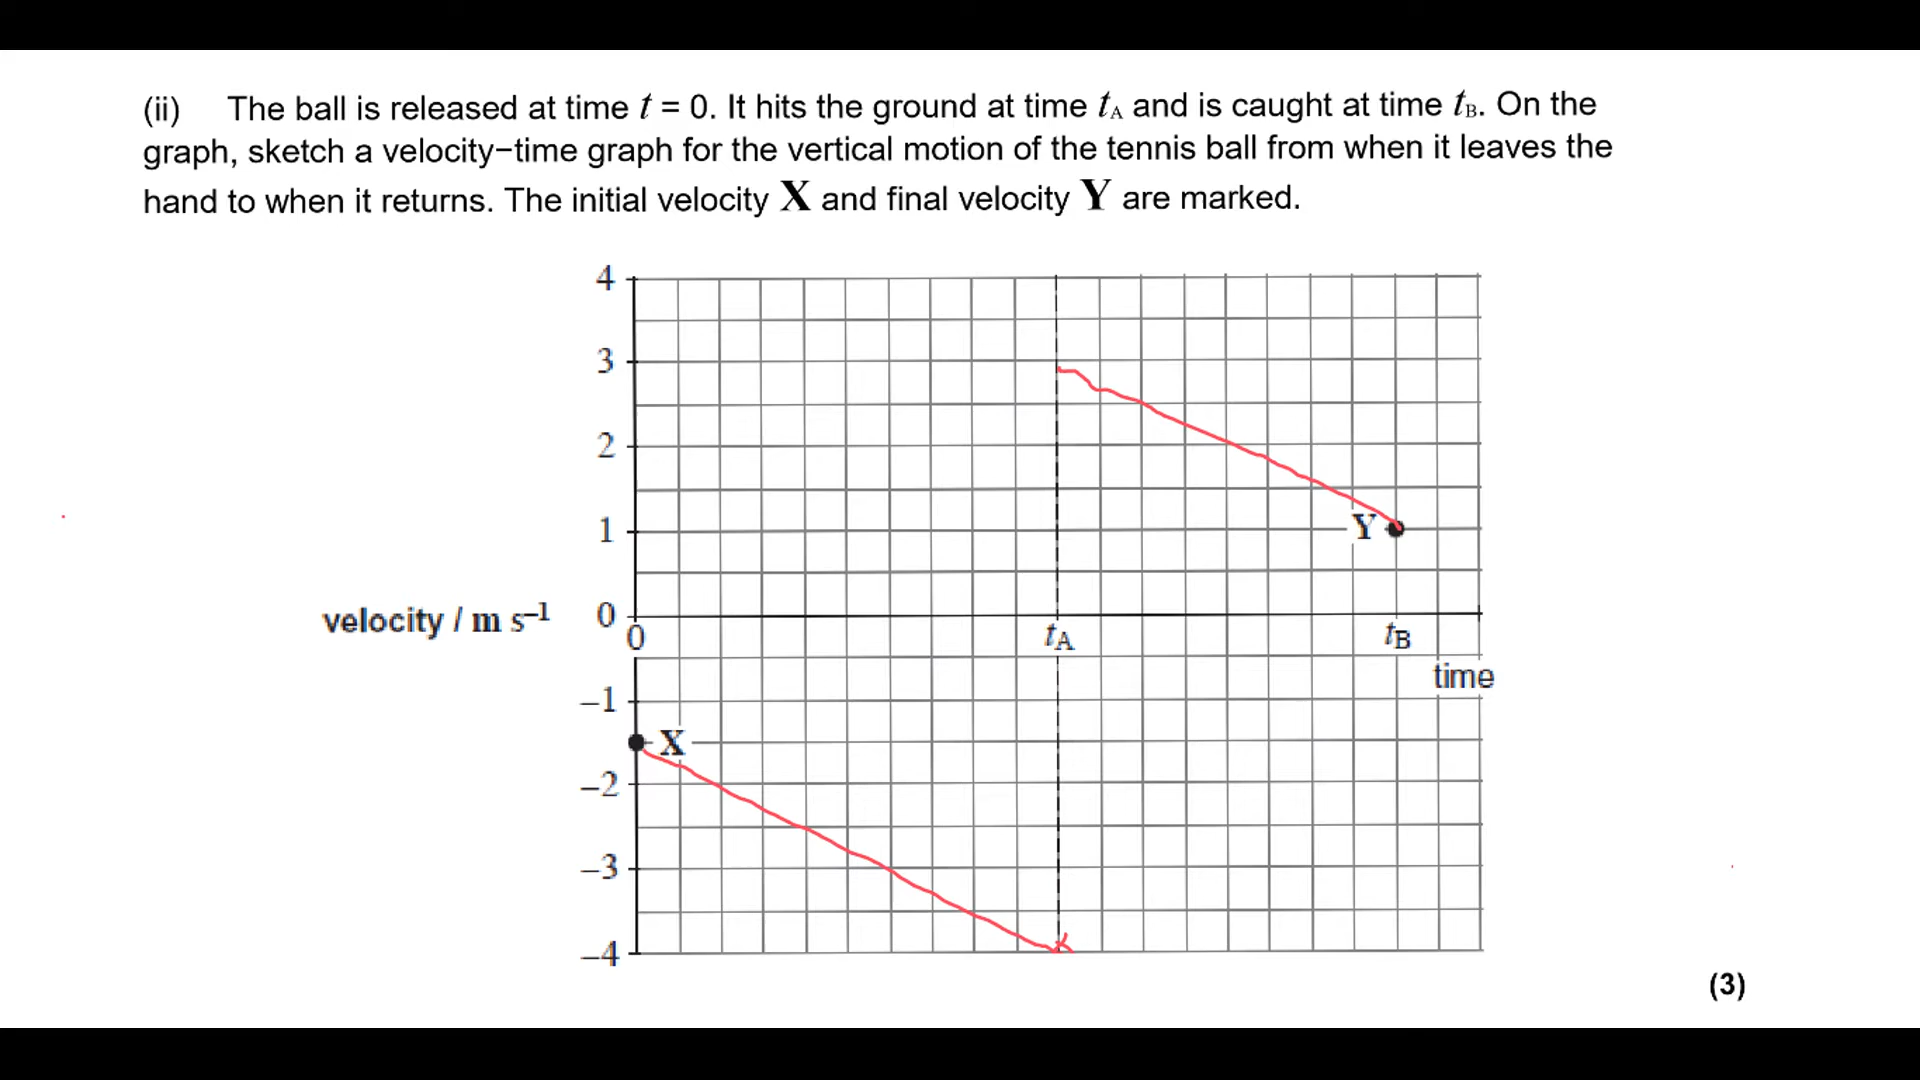 (ii) The ball is released at time t = 0. It hits the ground at time tA and is caught at time tB. On the
graph, sketch a velocity−time graph for the vertical motion of the tennis ball from when it leaves the
hand to when it returns. The initial velocity X and final velocity Y are marked.
4
3
2
1
Y
velocity / m s–1
0
0
tA
tB
time
–1
X
–2
–3
–4
(3)